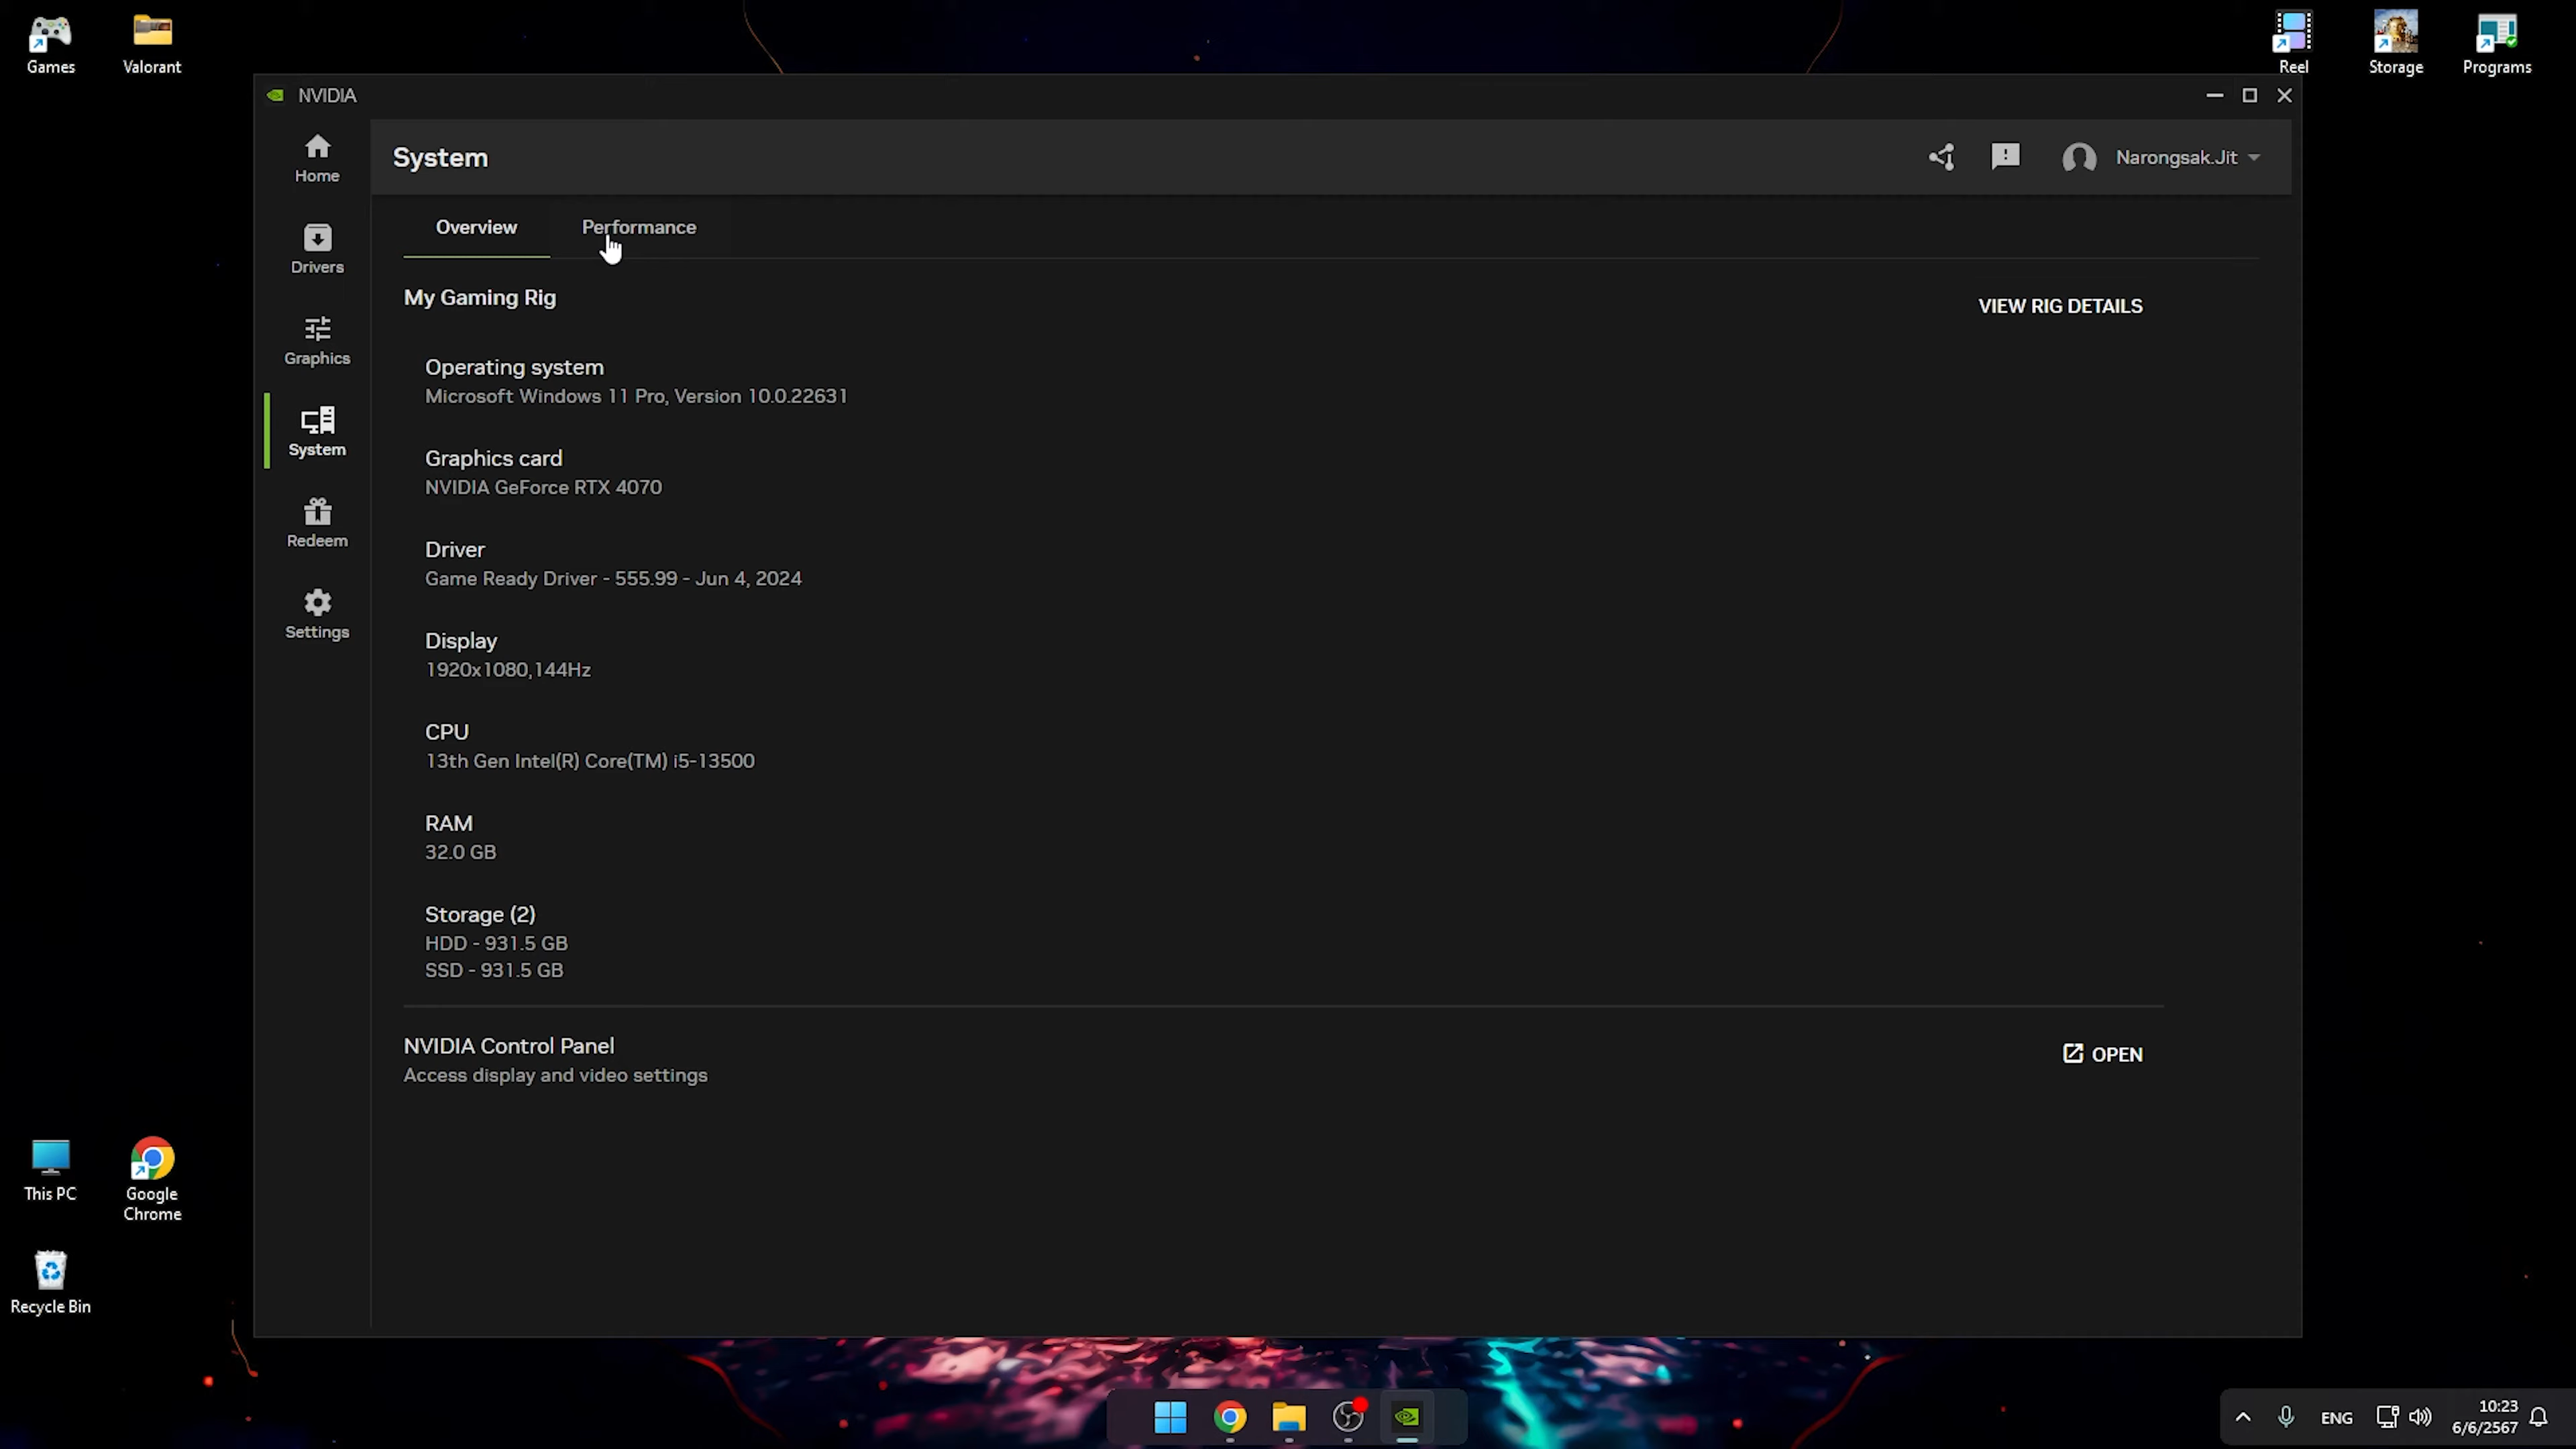 Games
Valorant
Reel
Storage
Programs
NVIDIA
System
Narongsak.Jit
Home
Drivers
Graphics
System
Redeem
Settings
Overview
Performance
My Gaming Rig
VIEW RIG DETAILS
Operating system
Microsoft Windows 11 Pro, Version 10.0.22631
Graphics card
NVIDIA GeForce RTX 4070
Driver
Game Ready Driver - 555.99 - Jun 4, 2024
Display
1920x1080,144Hz
CPU
13th Gen Intel(R) Core(TM) i5-13500
RAM
32.0 GB
Storage (2)
HDD - 931.5 GB
SSD - 931.5 GB
NVIDIA Control Panel
Access display and video settings
OPEN
This PC
Google
Chrome
Recycle Bin
ENG
10:23
6/6/2567